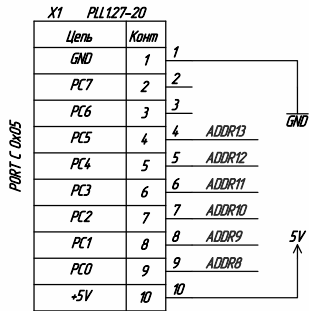 X1 PLL1.27-20
Цепь Конт
GND 1 1
PC7 2 2
PC6 3 3
PC5 4 4 ADDR13
PC4 5 5 ADDR12
PC3 6 6 ADDR11
PC2 7 7 ADDR10
PC1 8 8 ADDR9
PC0 9 9 ADDR8
+5V 10 10
PORT C 0x05
GND
5V